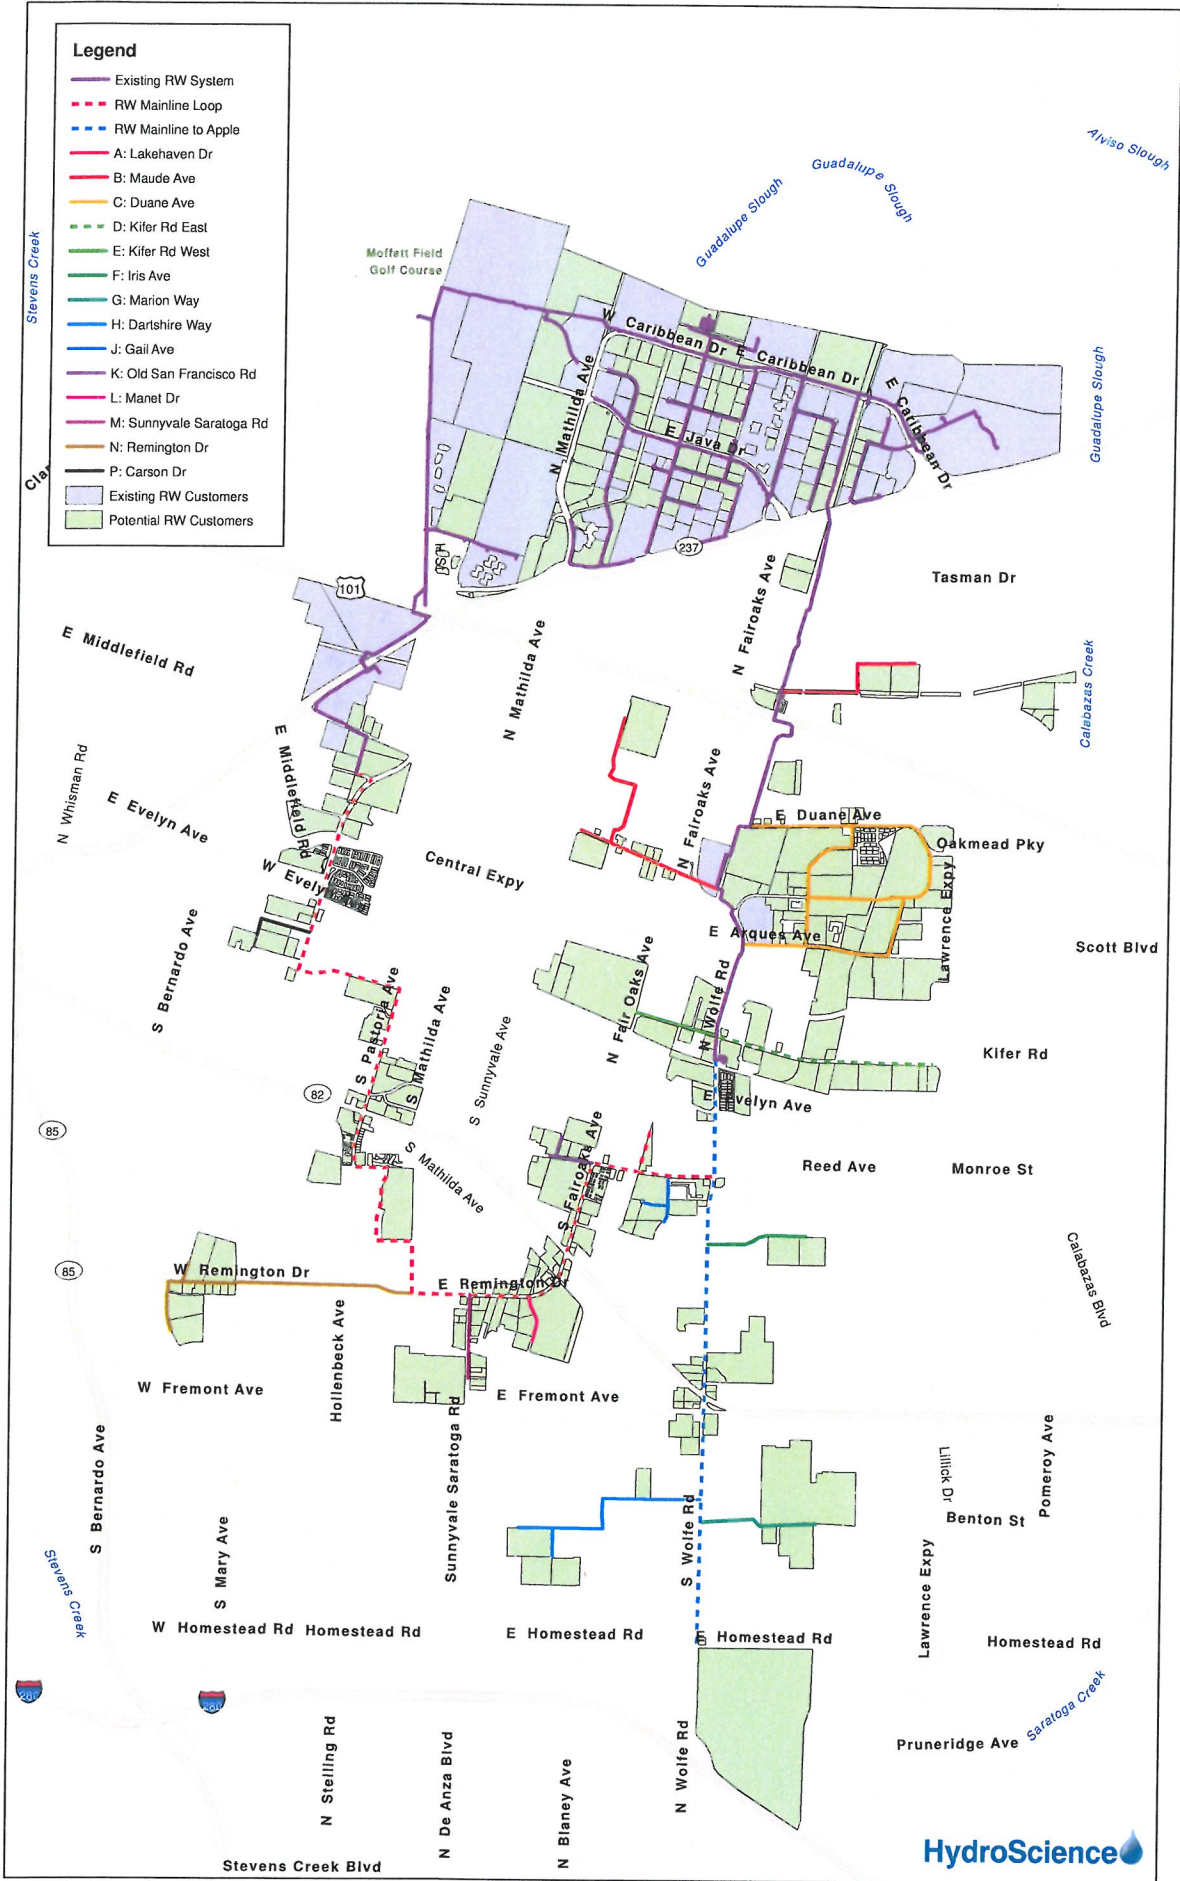 Legend
Existing RW System
RW Mainline Loop
RW Mainline to Apple
A: Lakehaven Dr
B: Maude Ave
C: Duane Ave
D: Kifer Rd East
E: Kifer Rd West
F: Iris Ave
G: Marion Way
H: Dartshire Way
J: Gail Ave
K: Old San Francisco Rd
L: Manet Dr
M: Sunnyvale Saratoga Rd
N: Remington Dr
P: Carson Dr
Existing RW Customers
Potential RW Customers
Alviso Slough
Guadalupe Slough
Guadalupe Slough
Stevens Creek
Moffett Field
Golf Course
W Caribbean Dr
E Caribbean Dr
E Caribbean Dr
Guadalupe Slough
N Mathilda Ave
E Java Dr
237
101
N Fairoaks Ave
Tasman Dr
E Middlefield Rd
N Mathilda Ave
Calabazas Creek
E Middlefield Rd
N Whisman Rd
E Evelyn Ave
N Fairoaks Ave
E Duane Ave
Oakmead Pky
Central Expy
W Evelyn
Lawrence Expy
S Bernardo Ave
E Arques Ave
Scott Blvd
S Pastoria Ave
S Mathilda Ave
S Sunnyvale Ave
N Fair Oaks Ave
N Wolfe Rd
Kifer Rd
82
E Evelyn Ave
85
S Mathilda Ave
S Fairoaks Ave
Reed Ave
Monroe St
85
W Remington Dr
E Remington Dr
Calabazas Blvd
Hollenbeck Ave
W Fremont Ave
E Fremont Ave
S Bernardo Ave
S Mary Ave
Sunnyvale Saratoga Rd
S Wolfe Rd
Lillick Dr
Pomeroy Ave
Benton St
Lawrence Expy
Stevens Creek
W Homestead Rd
Homestead Rd
E Homestead Rd
E Homestead Rd
Homestead Rd
280
280
Saratoga Creek
N Stelling Rd
N De Anza Blvd
N Blaney Ave
N Wolfe Rd
Pruneridge Ave
HydroScience
Stevens Creek Blvd